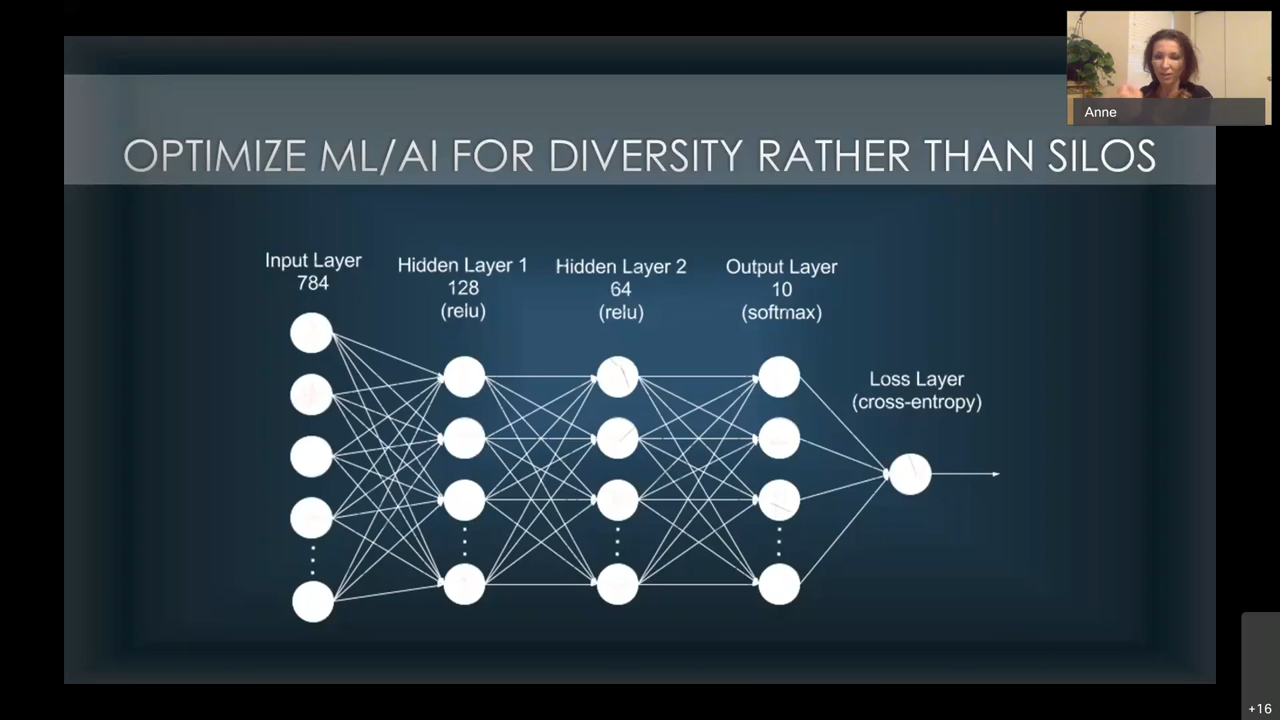 Anne
OPTIMIZE ML/AI FOR DIVERSITY RATHER THAN SILOS
Input Layer
784
Hidden Layer 1
128
(relu)
Hidden Layer 2
64
(relu)
Output Layer
10
(softmax)
Loss Layer
(cross-entropy)
+16